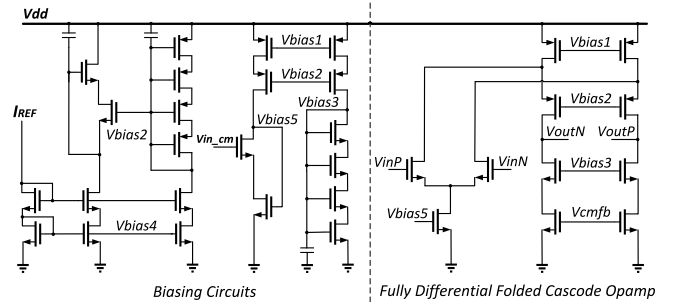 Vdd
IREF
Vbias2
Vbias4
Vin_cm
Vbias1
Vbias2
Vbias3
Vbias5
Biasing Circuits
VinP
VinN
Vbias5
Vbias1
Vbias2
VoutN
VoutP
Vbias3
Vcmfb
Fully Differential Folded Cascode Opamp